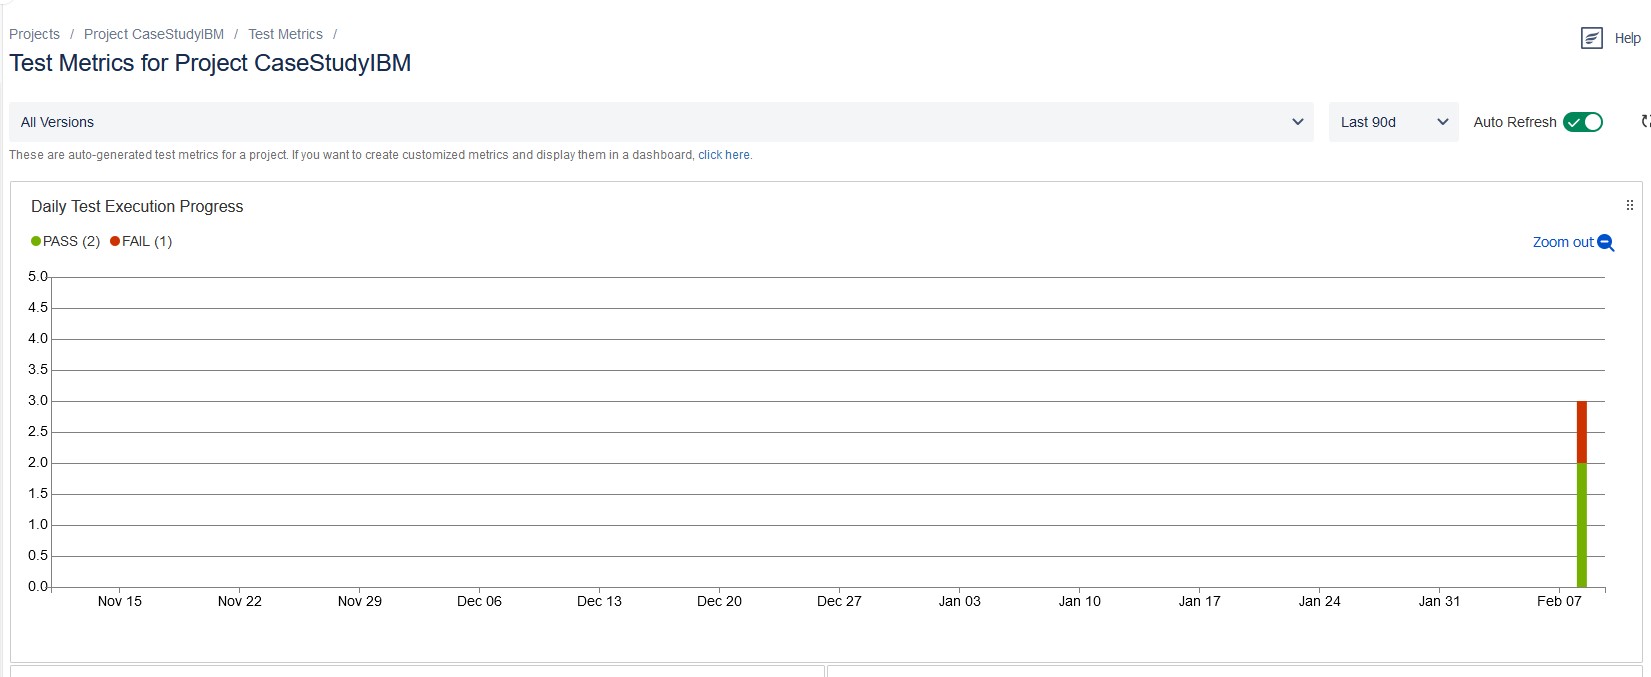 Projects / Project CaseStudyIBM / Test Metrics /
Help
Test Metrics for Project CaseStudyIBM
All Versions
Last 90d
Auto Refresh
These are auto-generated test metrics for a project. If you want to create customized metrics and display them in a dashboard, click here.
Daily Test Execution Progress
PASS (2) FAIL (1)
Zoom out
5.0
4.5
4.0
3.5
3.0
2.5
2.0
1.5
1.0
0.5
0.0
Nov 15 Nov 22 Nov 29 Dec 06 Dec 13 Dec 20 Dec 27 Jan 03 Jan 10 Jan 17 Jan 24 Jan 31 Feb 07